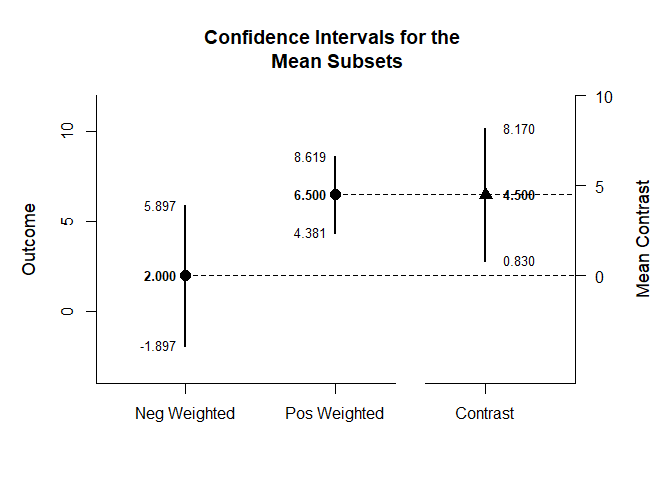 Confidence Intervals for the
Mean Subsets
Outcome
10
5
0
5.897
2.000
-1.897
8.619
6.500
4.381
8.170
4.500
0.830
10
5
0
Mean Contrast
Neg Weighted
Pos Weighted
Contrast